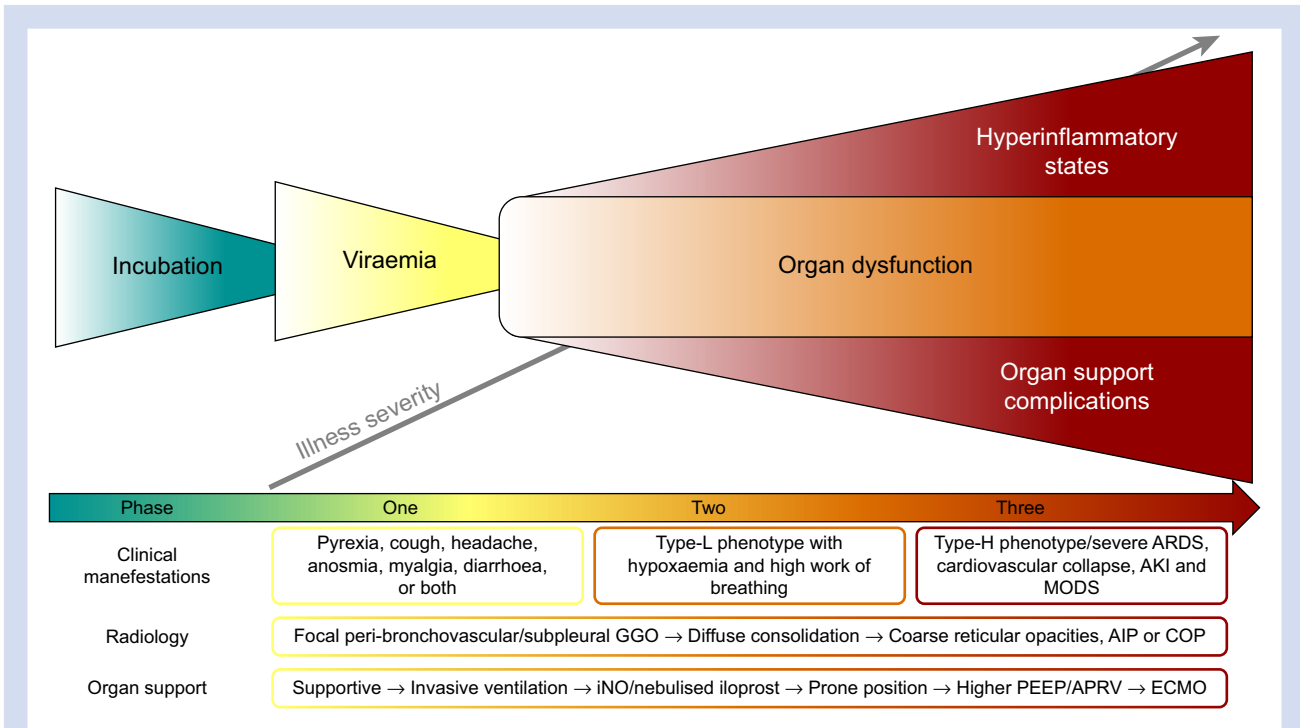 Hyperinflammatory
states
Incubation
Viraemia
Organ dysfunction
Organ support
complications
Illness severity
Phase One Two Three
Clinical
manefestations
Pyrexia, cough, headache,
anosmia, myalgia, diarrhoea,
or both
Type-L phenotype with
hypoxaemia and high work of
breathing
Type-H phenotype/severe ARDS,
cardiovascular collapse, AKI and
MODS
Radiology
Focal peri-bronchovascular/subpleural GGO → Diffuse consolidation → Coarse reticular opacities, AIP or COP
Organ support
Supportive → Invasive ventilation → iNO/nebulised iloprost → Prone position → Higher PEEP/APRV → ECMO